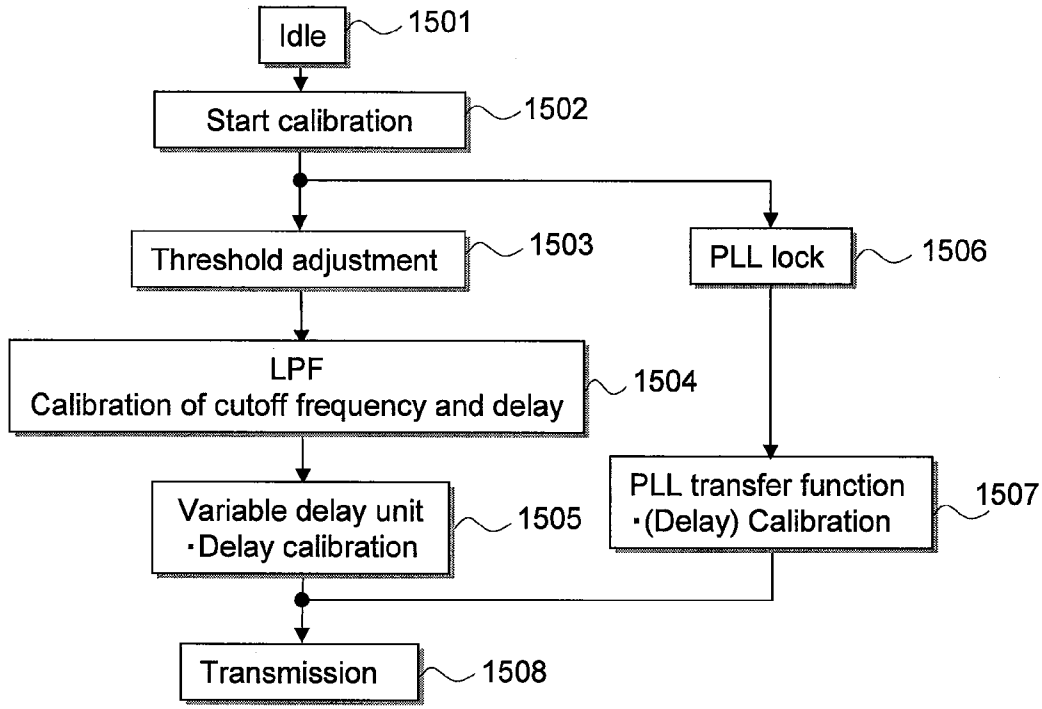 Idle
1501
Start calibration
1502
Threshold adjustment
1503
PLL lock
1506
LPF
Calibration of cutoff frequency and delay
1504
Variable delay unit
・Delay calibration
1505
PLL transfer function
・(Delay) Calibration
1507
Transmission
1508